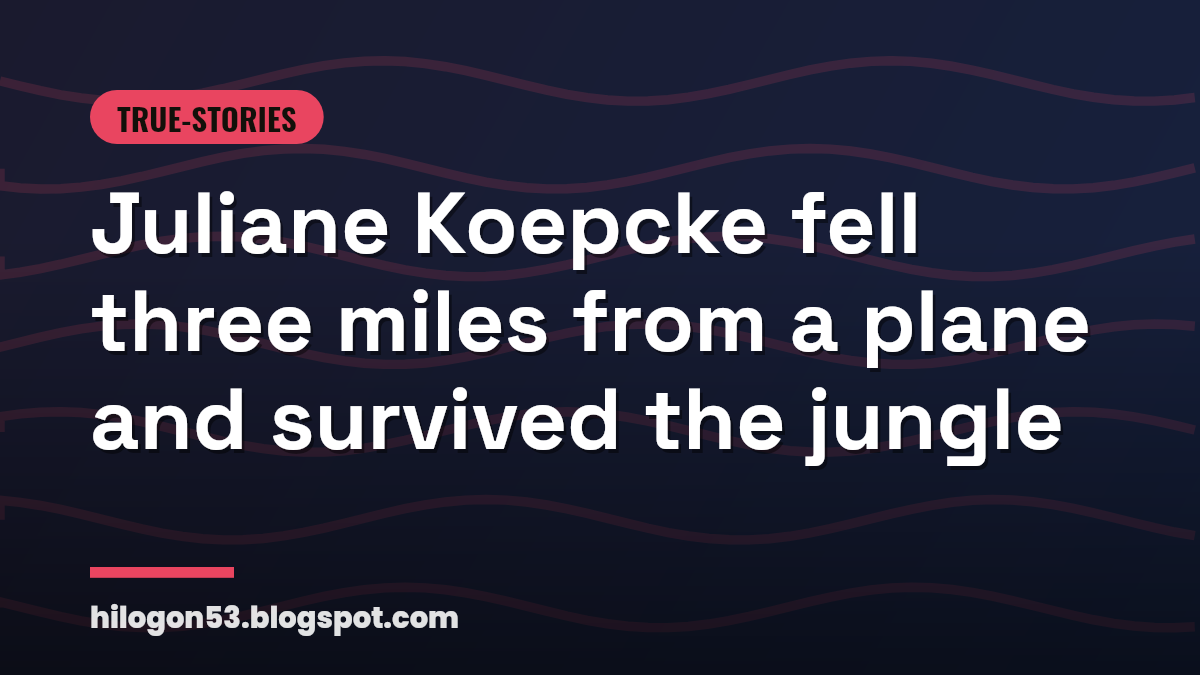 TRUE-STORIES
Juliane Koepcke fell
three miles from a plane
and survived the jungle
hilogon53.blogspot.com